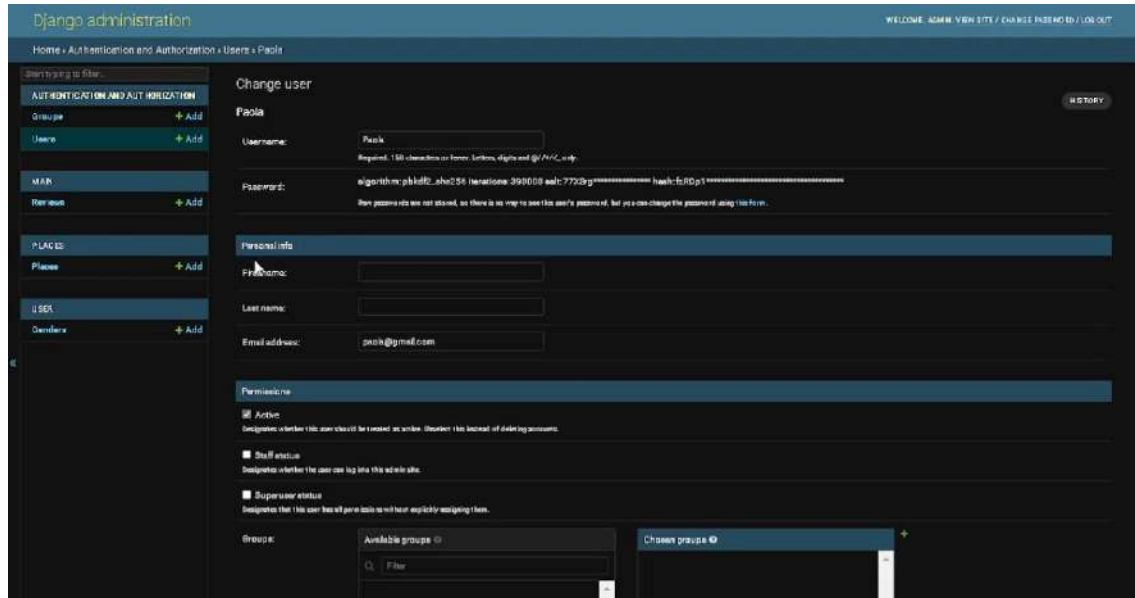 Django administration
WELCOME, ADMIN. VIEW SITE / CHANGE PASSWORD / LOG OUT
Home › Authentication and Authorization › Users › Paola
Start typing to filter...
AUTHENTICATION AND AUTHORIZATION
Groups + Add
Users + Add
MAIN
Reviews + Add
PLACES
Places + Add
USER
Genders + Add
«
Change user
HISTORY
Paola
Username: Paola
Required. 150 characters or fewer. Letters, digits and @/./+/-/_ only.
Password: algorithm: pbkdf2_sha256 iterations: 390000 salt:
Raw passwords are not stored, so there is no way to see this user's password, but you can change the password using this form.
Personal info
First name:
Last name:
Email address: paola@gmail.com
Permissions
Active
Designates whether this user should be treated as active. Unselect this instead of deleting accounts.
Staff status
Designates whether the user can log into this admin site.
Superuser status
Designates that this user has all permissions without explicitly assigning them.
Groups: Available groups
Chosen groups
Filter